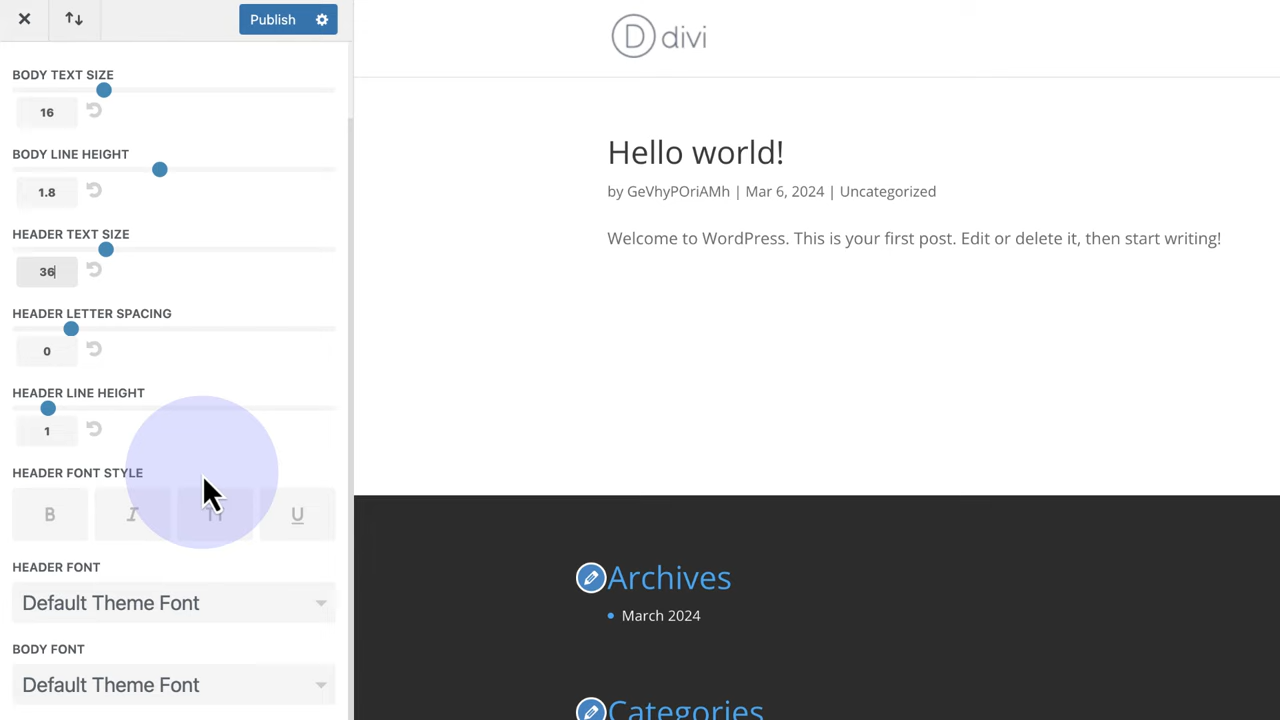 Publish
BODY TEXT SIZE
16
BODY LINE HEIGHT
1.8
HEADER TEXT SIZE
36
HEADER LETTER SPACING
0
HEADER LINE HEIGHT
1
HEADER FONT STYLE
B I TT U
HEADER FONT
Default Theme Font
BODY FONT
Default Theme Font
D divi
Hello world!
by GeVhyPOriAMh | Mar 6, 2024 | Uncategorized
Welcome to WordPress. This is your first post. Edit or delete it, then start writing!
Archives
March 2024
Categories